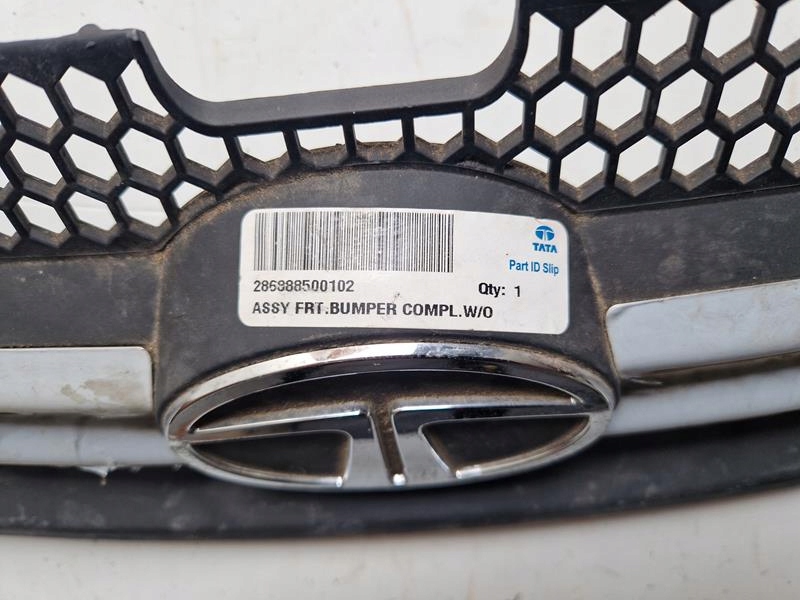 TATA
Part ID Slip
286888500102 Qty: 1
ASSY FRT.BUMPER COMPL.W/O